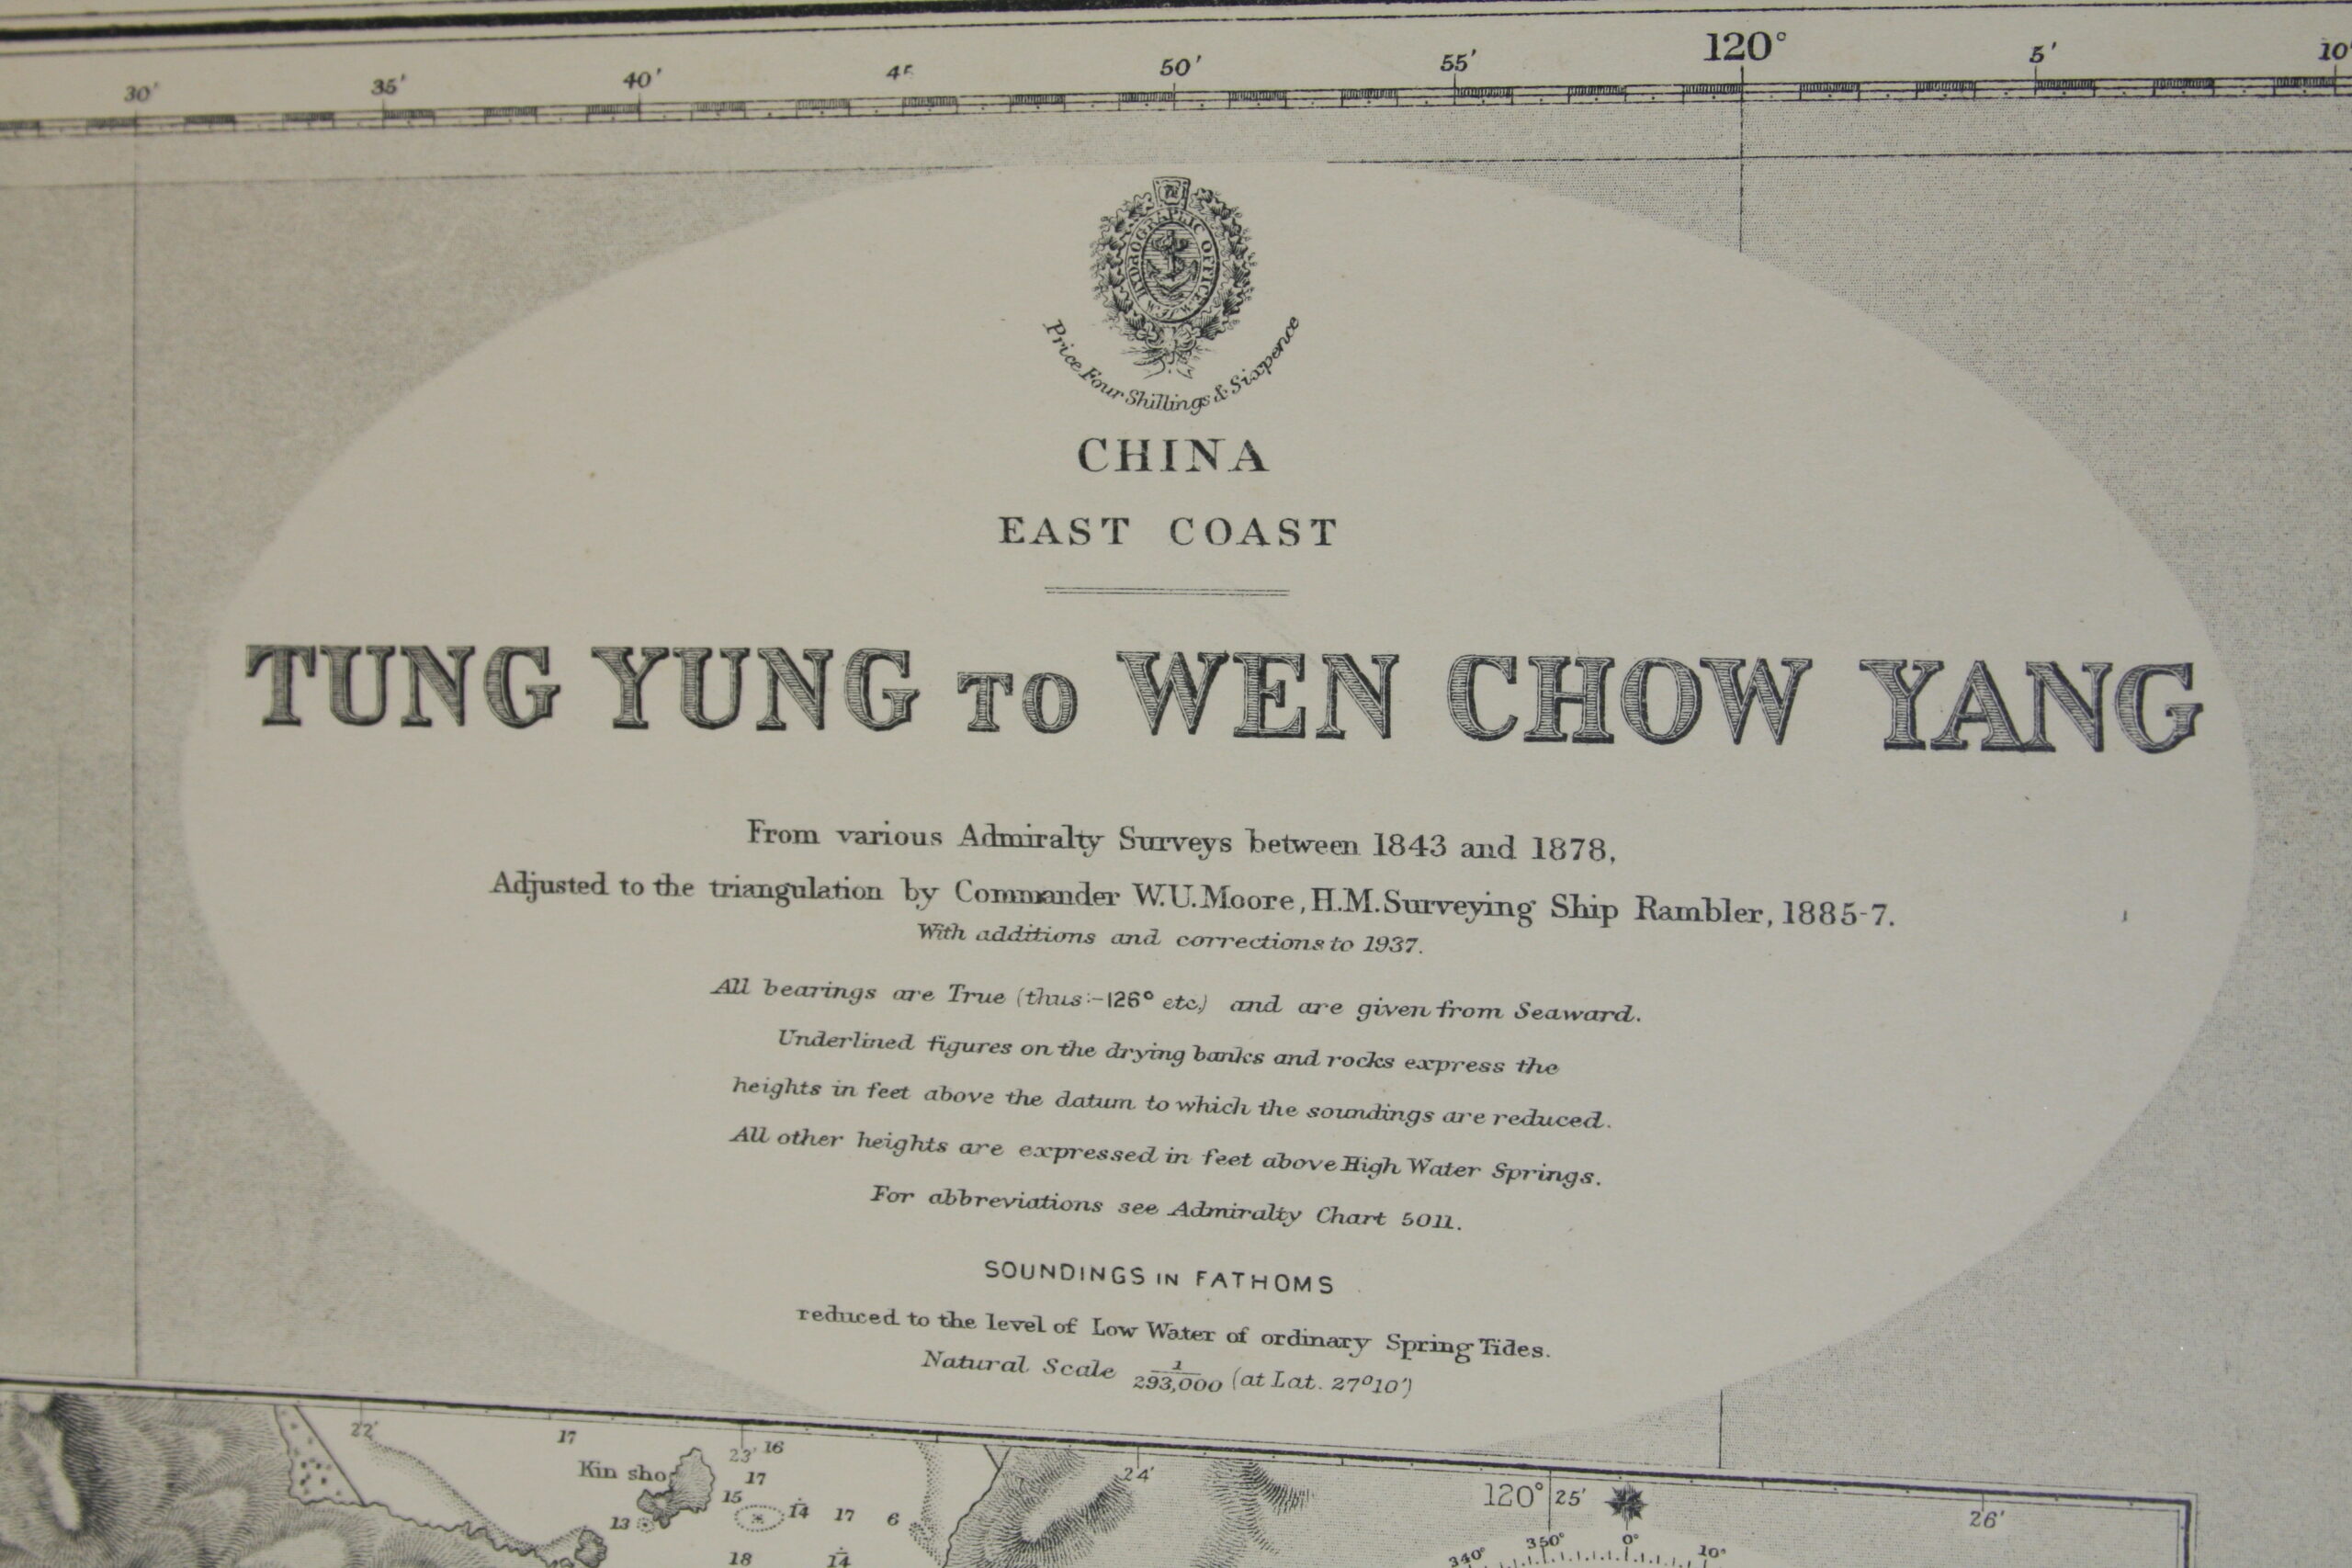 30′ 35′ 40′ 45 50′ 55′ 120° 5′ 10′
HYDROGRAPHIC OFFICE
Price Four Shillings & Sixpence
CHINA
EAST COAST
TUNG YUNG TO WEN CHOW YANG
From various Admiralty Surveys between 1843 and 1878,
Adjusted to the triangulation by Commander W.U.Moore, H.M.Surveying Ship Rambler, 1885-7.
With additions and corrections to 1937.
All bearings are True (thus:-126° etc.) and are given from Seaward.
Underlined figures on the drying banks and rocks express the
heights in feet above the datum to which the soundings are reduced.
All other heights are expressed in feet above High Water Springs.
For abbreviations see Admiralty Chart 5011.
SOUNDINGS IN FATHOMS
reduced to the level of Low Water of ordinary Spring Tides.
Natural Scale 1/293,000 (at Lat. 27°10′)
22′ 23′ 24′ 120° 25′ 26′
17 16
Kin sho 17
15 14 17 6
13
18 14
340° 350° 0° 10°